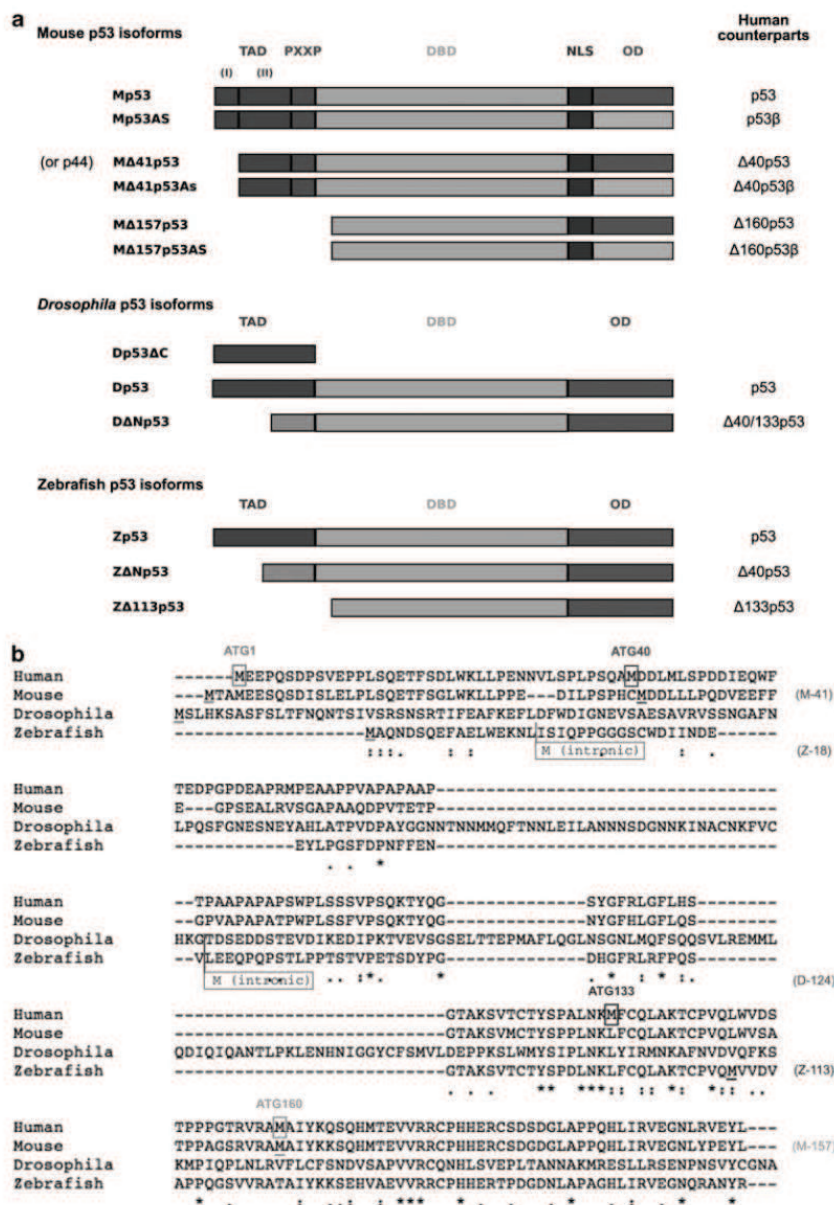 a
Mouse p53 isoforms
Human counterparts
TAD PXXP DBD NLS OD
(I) (II)
Mp53 p53
Mp53AS p53β
(or p44) MΔ41p53 Δ40p53
MΔ41p53As Δ40p53β
MΔ157p53 Δ160p53
MΔ157p53AS Δ160p53β
Drosophila p53 isoforms
TAD DBD OD
Dp53ΔC
Dp53 p53
DΔNp53 Δ40/133p53
Zebrafish p53 isoforms
TAD DBD OD
Zp53 p53
ZΔNp53 Δ40p53
ZΔ113p53 Δ133p53
b
ATG1 ATG40
Human ------MEEPQSDPSVEPPLSQETFSDLWKLLPENNVLSPLPSQAMDDLMLSPDDIEQWF
Mouse ---MTAMEESQSDISLELPLSQETFSGLWKLLPPE---DILPSPHCMDDLLLPQDVEEFF (M-41)
Drosophila MSLHKSASFSLTFNQNTSIVSRSNSRTIFEAFKEFLDFWDIGNEVSAESAVRVSSNGAFN
Zebrafish -------------------MAQNDSQEFAELWEKNLISIQPPGGGSCWDIINDE------ (Z-18)
M (intronic)
Human TEDPGPDEAPRMPEAAPPVAPAPAAP----------------------------------
Mouse E---GPSEALRVSGAPAAQDPVTETP----------------------------------
Drosophila LPQSFGNESNEYAHLATPVDPAYGGNNTNNMMQFTNNLEILANNNSDGNNKINACNKFVC
Zebrafish ------------EYLPGSFDPNFFEN----------------------------------
Human --TPAAPAPAPSWPLSSSVPSQKTYQG--------------SYGFRLGFLHS--------
Mouse --GPVAPAPATPWPLSSFVPSQKTYQG--------------NYGFHLGFLQS--------
Drosophila HKGTDSEDDSTEVDIKEDIPKTVEVSGSELTTEPMAFLQGLNSGNLMQFSQQSVLREMML
Zebrafish --VLEEQPQPSTLPPTSTVPETSDYPG--------------DHGFRLRFPQS--------
M (intronic) (D-124)
ATG133
Human ---------------------------GTAKSVTCTYSPALNKMFCQLAKTCPVQLWVDS
Mouse ---------------------------GTAKSVMCTYSPPLNKLFCQLAKTCPVQLWVSA
Drosophila QDIQIQANTLPKLENHNIGGYCFSMVLDEPPKSLWMYSIPLNKLYIRMNKAFNVDVQFKS
Zebrafish ---------------------------GTAKSVTCTYSPDLNKLFCQLAKTCPVQMVVDV (Z-113)
ATG160
Human TPPPGTRVRAMAIYKQSQHMTEVVRRCPHHERCSDSDGLAPPQHLIRVEGNLRVEYL---
Mouse TPPAGSRVRAMAIYKKSQHMTEVVRRCPHHERCSDGDGLAPPQHLIRVEGNLYPEYL--- (M-157)
Drosophila KMPIQPLNLRVFLCFSNDVSAPVVRCQNHLSVEPLTANNAKMRESLLRSENPNSVYCGNA
Zebrafish APPQGSVVRATAIYKKSEHVAEVVRRCPHHERTPDGDNLAPAGHLIRVEGNQRANYR---